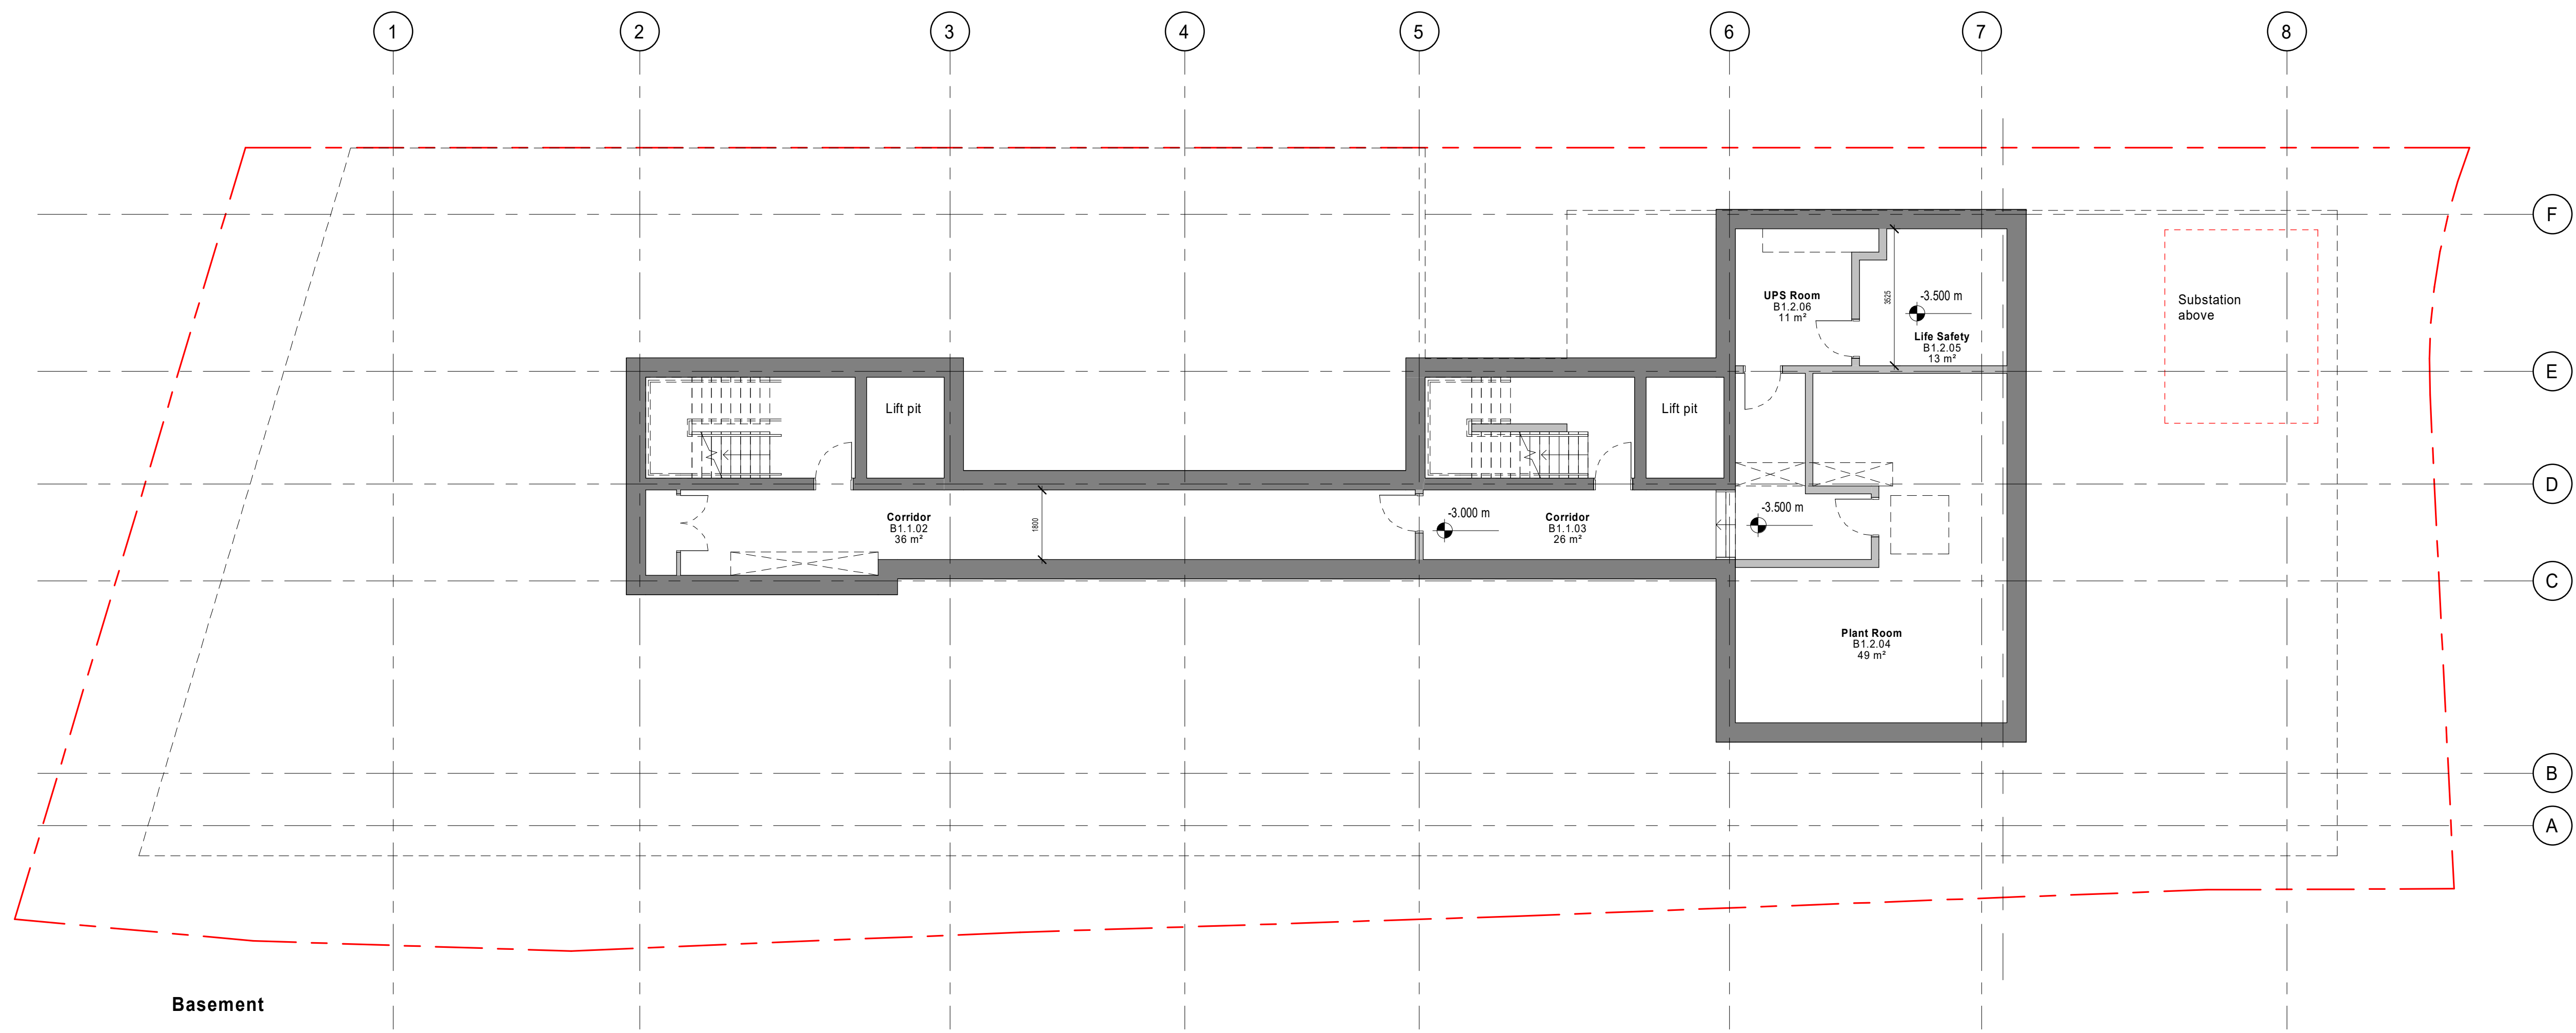 1
2
3
4
5
6
7
8
F
E
D
C
B
A
UPS Room
B1.2.06
11 m²
3525
-3.500 m
Life Safety
B1.2.05
13 m²
Substation
above
Lift pit
Lift pit
Corridor
B1.1.02
36 m²
1800
-3.000 m
Corridor
B1.1.03
26 m²
-3.500 m
Plant Room
B1.2.04
49 m²
Basement